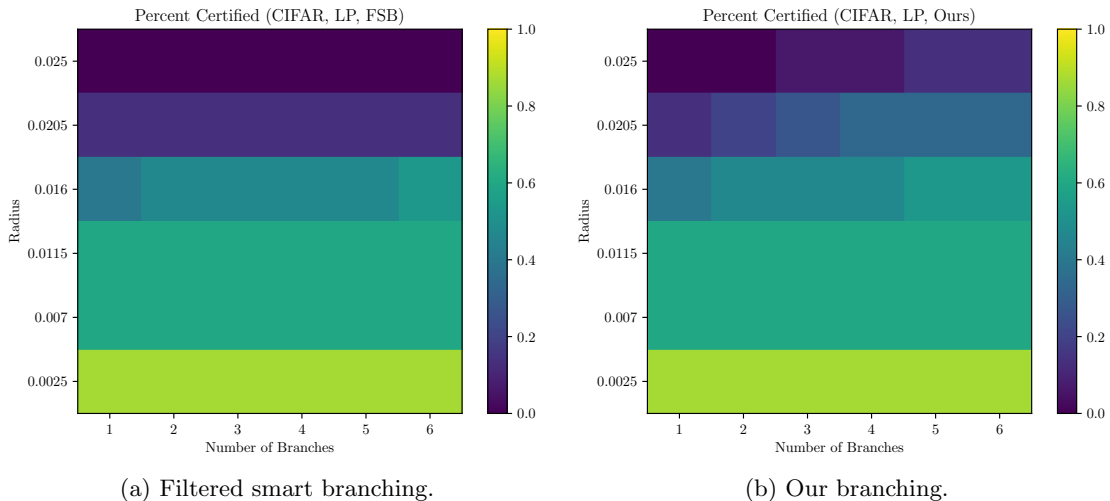 Percent Certified (CIFAR, LP, FSB)
Radius
0.025
0.0205
0.016
0.0115
0.007
0.0025
1 2 3 4 5 6
Number of Branches
1.0
0.8
0.6
0.4
0.2
0.0
(a) Filtered smart branching.
Percent Certified (CIFAR, LP, Ours)
Radius
0.025
0.0205
0.016
0.0115
0.007
0.0025
1 2 3 4 5 6
Number of Branches
1.0
0.8
0.6
0.4
0.2
0.0
(b) Our branching.